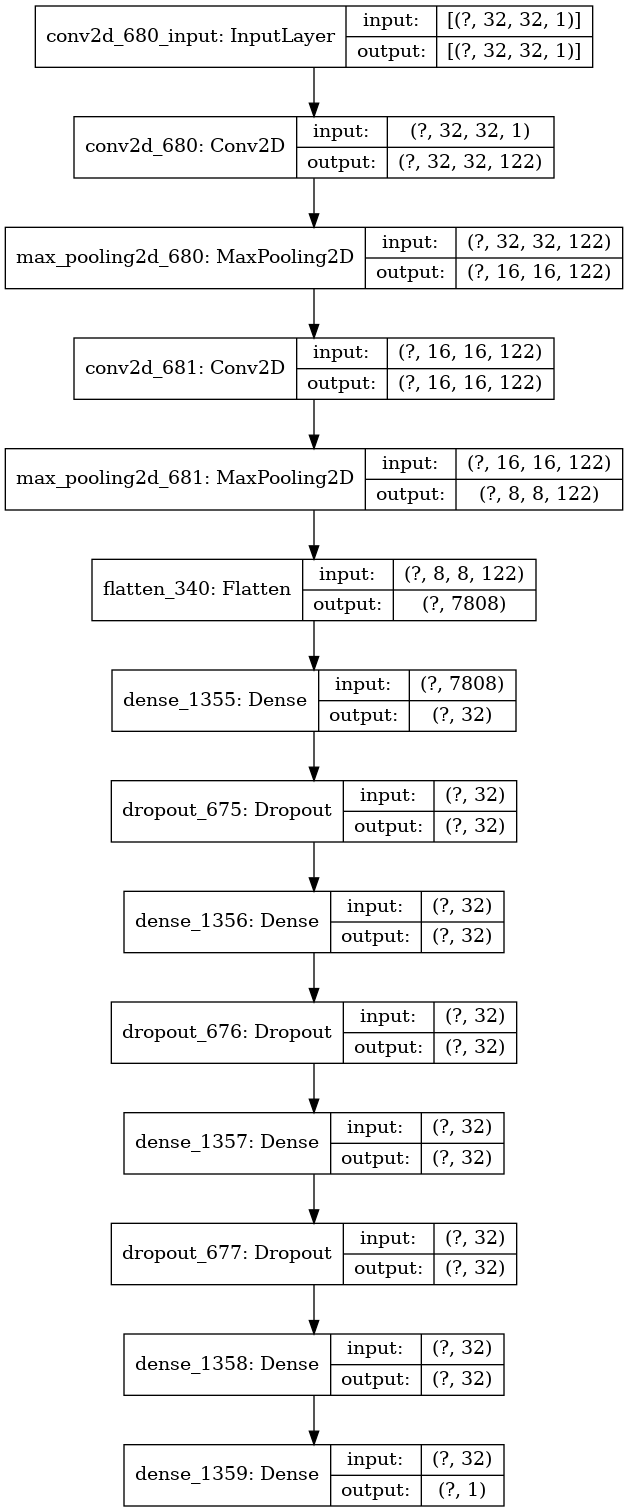 conv2d_680_input: InputLayer
input: [(?, 32, 32, 1)]
output: [(?, 32, 32, 1)]
conv2d_680: Conv2D
input: (?, 32, 32, 1)
output: (?, 32, 32, 122)
max_pooling2d_680: MaxPooling2D
input: (?, 32, 32, 122)
output: (?, 16, 16, 122)
conv2d_681: Conv2D
input: (?, 16, 16, 122)
output: (?, 16, 16, 122)
max_pooling2d_681: MaxPooling2D
input: (?, 16, 16, 122)
output: (?, 8, 8, 122)
flatten_340: Flatten
input: (?, 8, 8, 122)
output: (?, 7808)
dense_1355: Dense
input: (?, 7808)
output: (?, 32)
dropout_675: Dropout
input: (?, 32)
output: (?, 32)
dense_1356: Dense
input: (?, 32)
output: (?, 32)
dropout_676: Dropout
input: (?, 32)
output: (?, 32)
dense_1357: Dense
input: (?, 32)
output: (?, 32)
dropout_677: Dropout
input: (?, 32)
output: (?, 32)
dense_1358: Dense
input: (?, 32)
output: (?, 32)
dense_1359: Dense
input: (?, 32)
output: (?, 1)